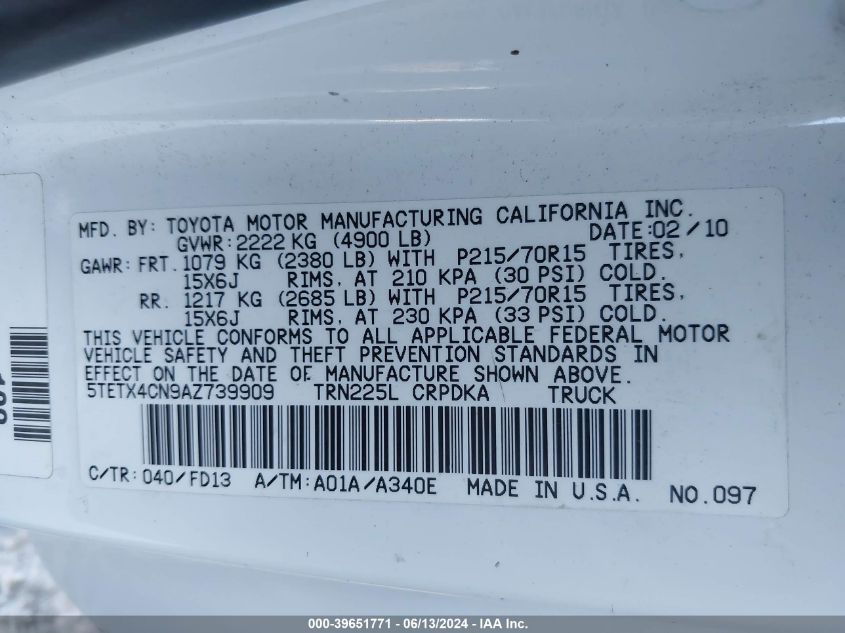 MFD. BY: TOYOTA MOTOR MANUFACTURING CALIFORNIA INC.
GVWR: 2222 KG (4900 LB) DATE: 02/10
GAWR: FRT. 1079 KG (2380 LB) WITH P215/70R15 TIRES,
15X6J RIMS, AT 210 KPA (30 PSI) COLD.
RR. 1217 KG (2685 LB) WITH P215/70R15 TIRES,
15X6J RIMS, AT 230 KPA (33 PSI) COLD.
THIS VEHICLE CONFORMS TO ALL APPLICABLE FEDERAL MOTOR
VEHICLE SAFETY AND THEFT PREVENTION STANDARDS IN
EFFECT ON THE DATE OF MANUFACTURE SHOWN ABOVE.
5TETX4CN9AZ739909 TRN225L CRPDKA TRUCK
C/TR: 040/FD13 A/TM: A01A/A340E MADE IN U.S.A. NO.097
000-39651771 - 06/13/2024 - IAA Inc.